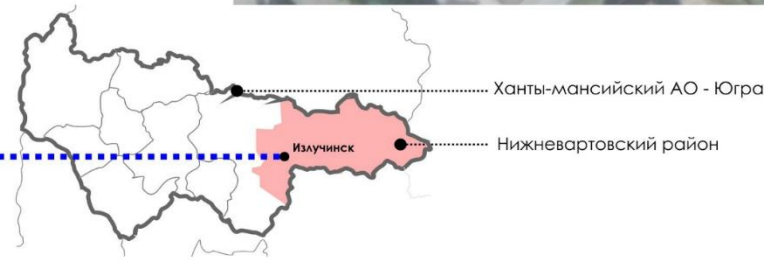 Ханты-мансийский АО - Югра
Нижневартовский район
Излучинск